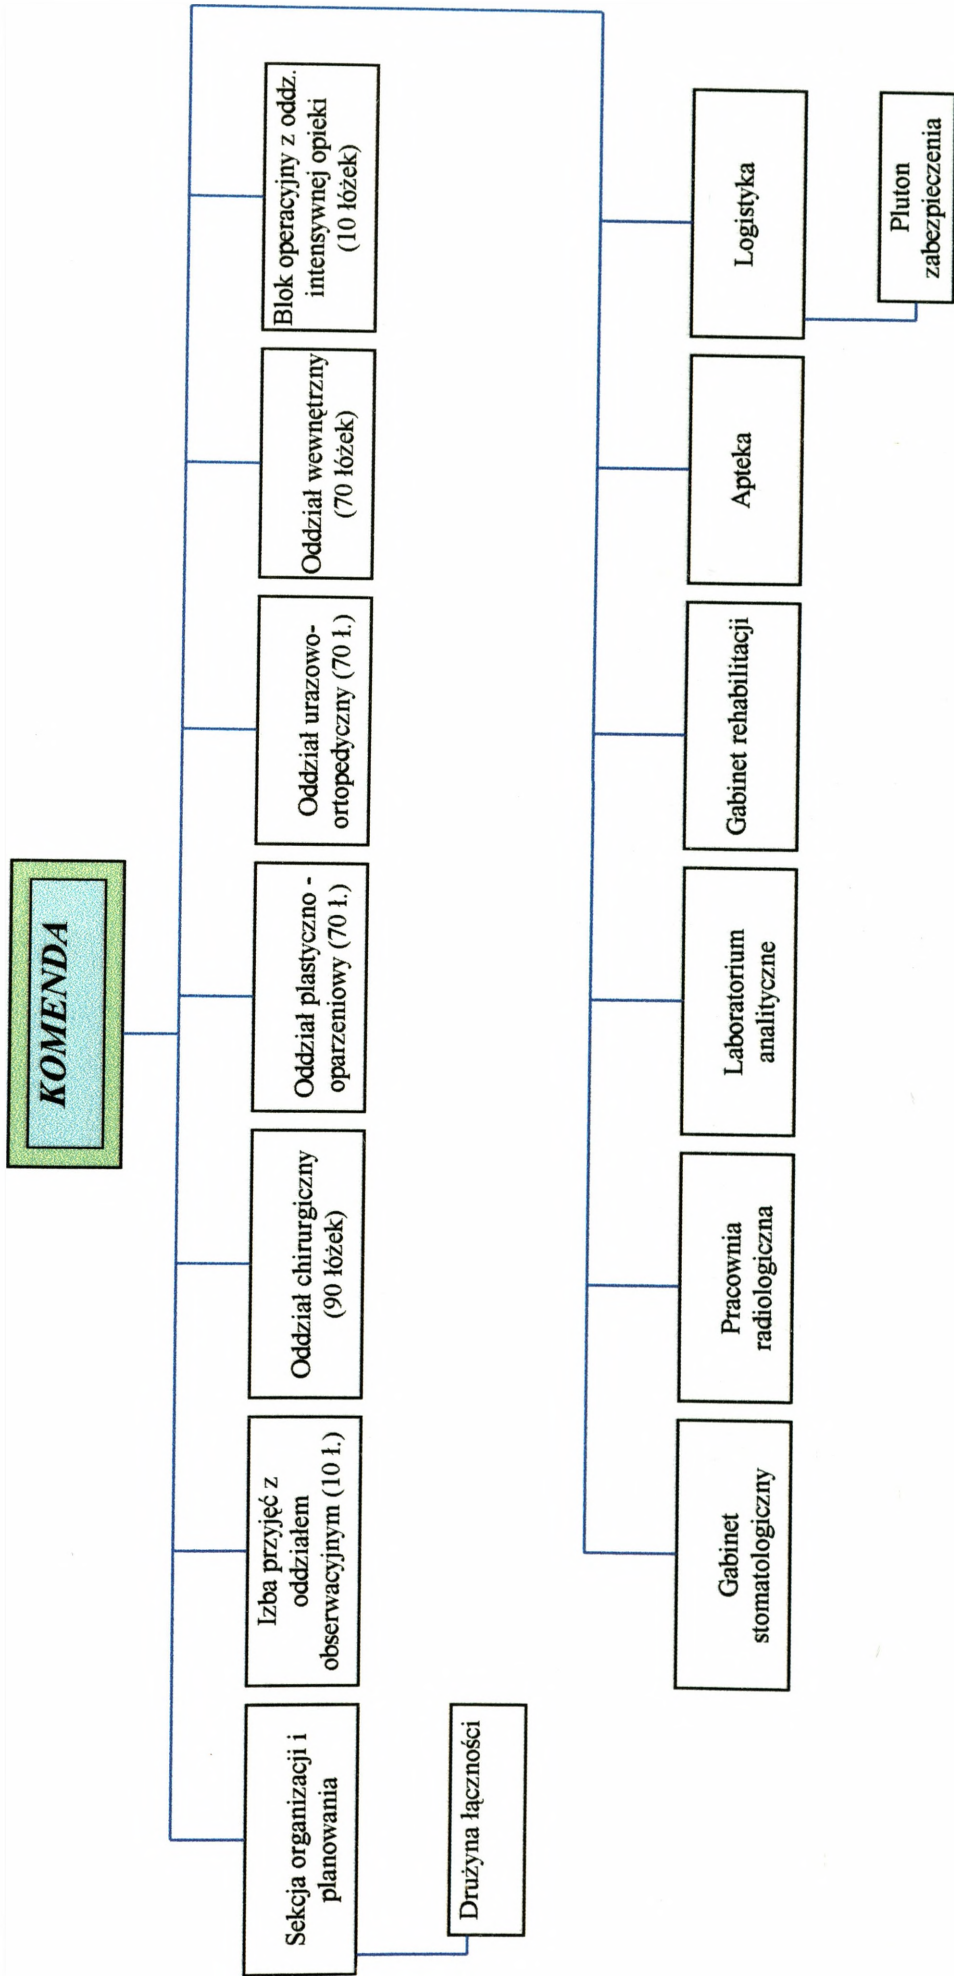 KOMENDA
Sekcja organizacji i
planowania
Izba przyjęć z
oddziałem
obserwacyjnym (10 ł.)
Oddział chirurgiczny
(90 łóżek)
Oddział plastyczno -
oparzeniowy (70 ł.)
Oddział urazowo-
ortopedyczny (70 ł.)
Oddział wewnętrzny
(70 łóżek)
Blok operacyjny z oddz.
intensywnej opieki
(10 łóżek)
Drużyna łączności
Gabinet
stomatologiczny
Pracownia
radiologiczna
Laboratorium
analityczne
Gabinet rehabilitacji
Apteka
Logistyka
Pluton
zabezpieczenia